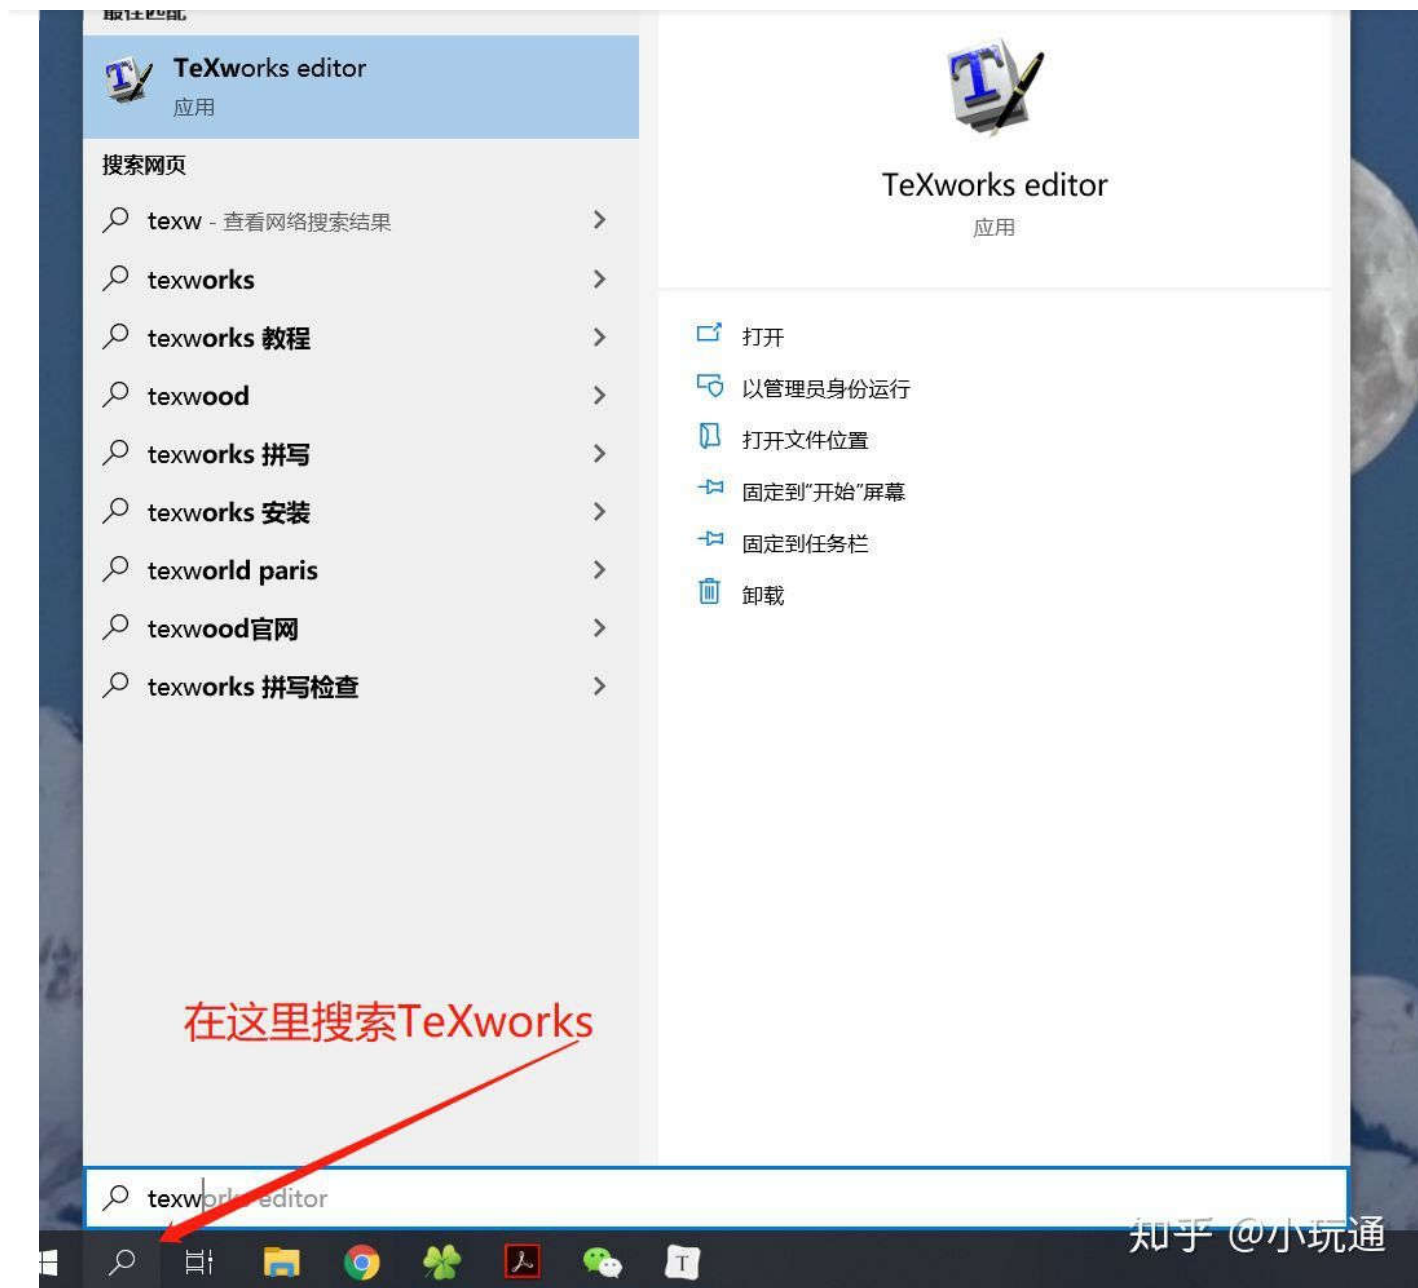 最佳匹配
TeXworks editor
应用
搜索网页
texw - 查看网络搜索结果
texworks
texworks 教程
texwood
texworks 拼写
texworks 安装
texworld paris
texwood官网
texworks 拼写检查
TeXworks editor
应用
打开
以管理员身份运行
打开文件位置
固定到"开始"屏幕
固定到任务栏
卸载
在这里搜索TeXworks
texworks editor
知乎 @小玩通
T